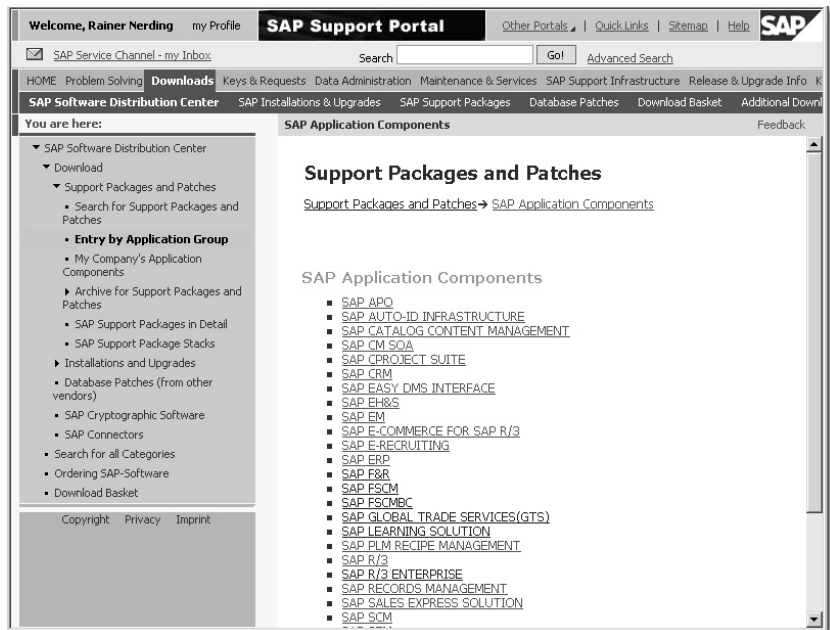 Welcome, Rainer Nerding my Profile SAP Support Portal Other Portals | Quick Links | Sitemap | Help SAP
SAP Service Channel - my Inbox Search Go! Advanced Search
HOME Problem Solving Downloads Keys & Requests Data Administration Maintenance & Services SAP Support Infrastructure Release & Upgrade Info K
SAP Software Distribution Center SAP Installations & Upgrades SAP Support Packages Database Patches Download Basket Additional Downl
You are here: SAP Application Components Feedback
SAP Software Distribution Center
Download
Support Packages and Patches
Search for Support Packages and
Patches
Entry by Application Group
My Company's Application
Components
Archive for Support Packages and
Patches
SAP Support Packages in Detail
SAP Support Package Stacks
Installations and Upgrades
Database Patches (from other
vendors)
SAP Cryptographic Software
SAP Connectors
Search for all Categories
Ordering SAP-Software
Download Basket
Copyright Privacy Imprint
Support Packages and Patches
Support Packages and Patches→ SAP Application Components
SAP Application Components
SAP APO
SAP AUTO-ID INFRASTRUCTURE
SAP CATALOG CONTENT MANAGEMENT
SAP CM SOA
SAP CPROJECT SUITE
SAP CRM
SAP EASY DMS INTERFACE
SAP EH&S
SAP EM
SAP E-COMMERCE FOR SAP R/3
SAP E-RECRUITING
SAP ERP
SAP F&R
SAP FSCM
SAP FSCMBC
SAP GLOBAL TRADE SERVICES(GTS)
SAP LEARNING SOLUTION
SAP PLM RECIPE MANAGEMENT
SAP R/3
SAP R/3 ENTERPRISE
SAP RECORDS MANAGEMENT
SAP SALES EXPRESS SOLUTION
SAP SCM